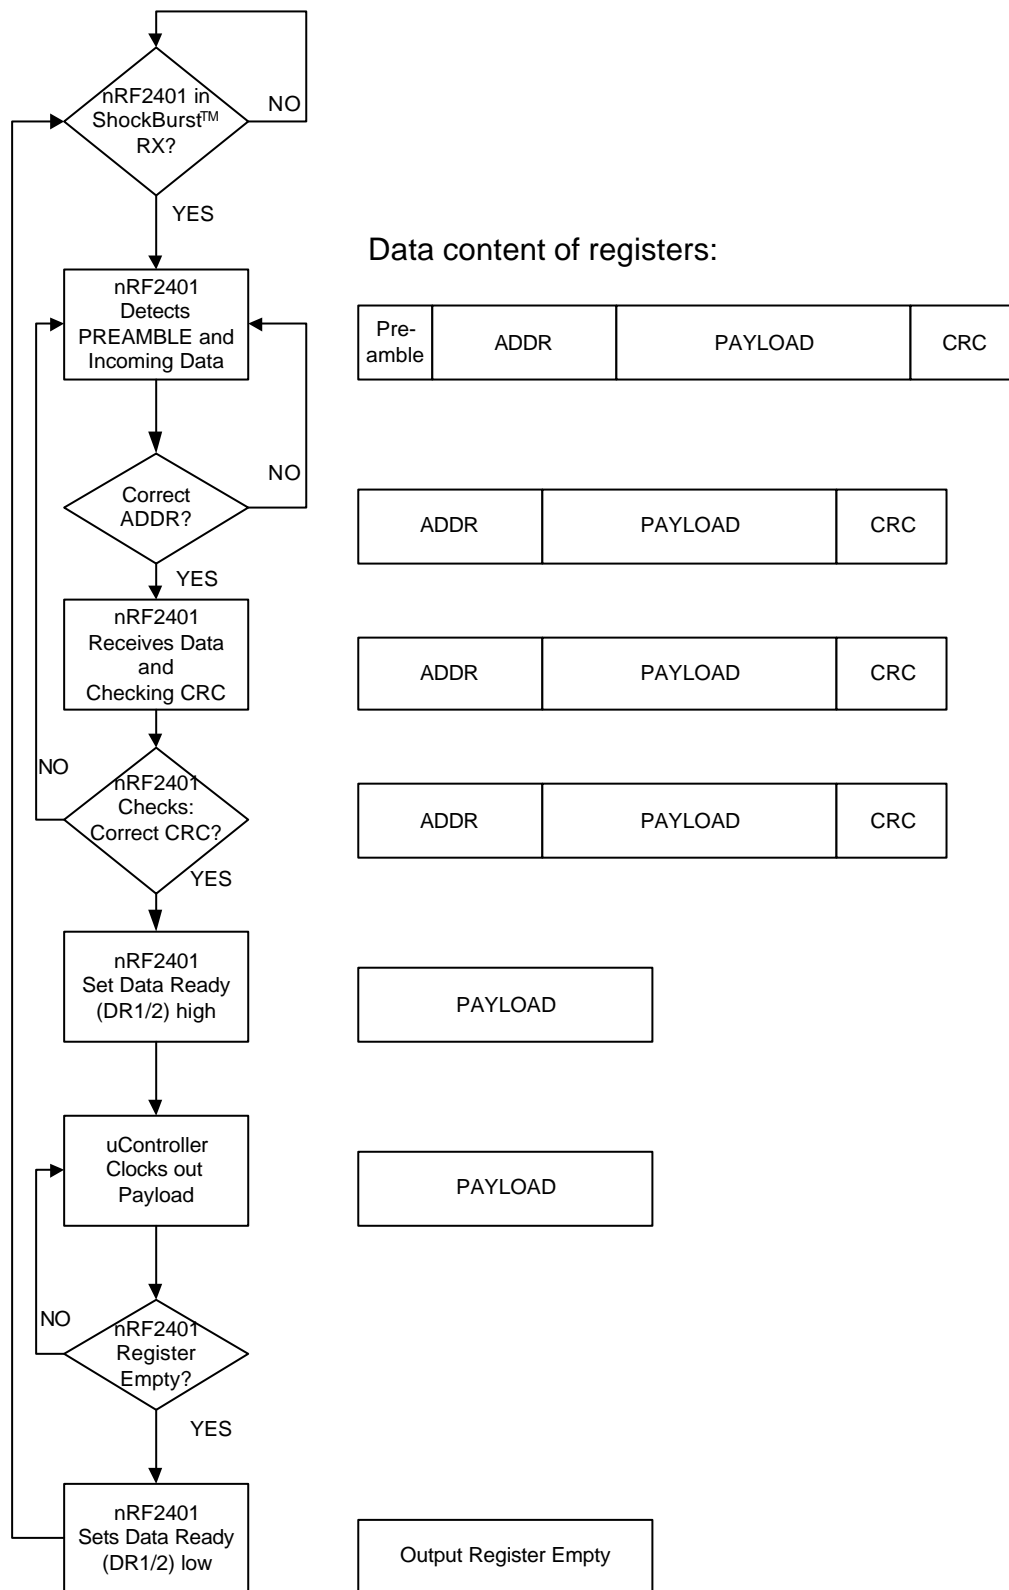 nRF2401 in
ShockBurst™
RX?
NO
YES
Data content of registers:
nRF2401
Detects
PREAMBLE and
Incoming Data
Pre-
amble
ADDR
PAYLOAD
CRC
NO
Correct
ADDR?
ADDR
PAYLOAD
CRC
YES
nRF2401
Receives Data
and
Checking CRC
ADDR
PAYLOAD
CRC
NO
nRF2401
Checks:
Correct CRC?
ADDR
PAYLOAD
CRC
YES
nRF2401
Set Data Ready
(DR1/2) high
PAYLOAD
uController
Clocks out
Payload
PAYLOAD
NO
nRF2401
Register
Empty?
YES
nRF2401
Sets Data Ready
(DR1/2) low
Output Register Empty